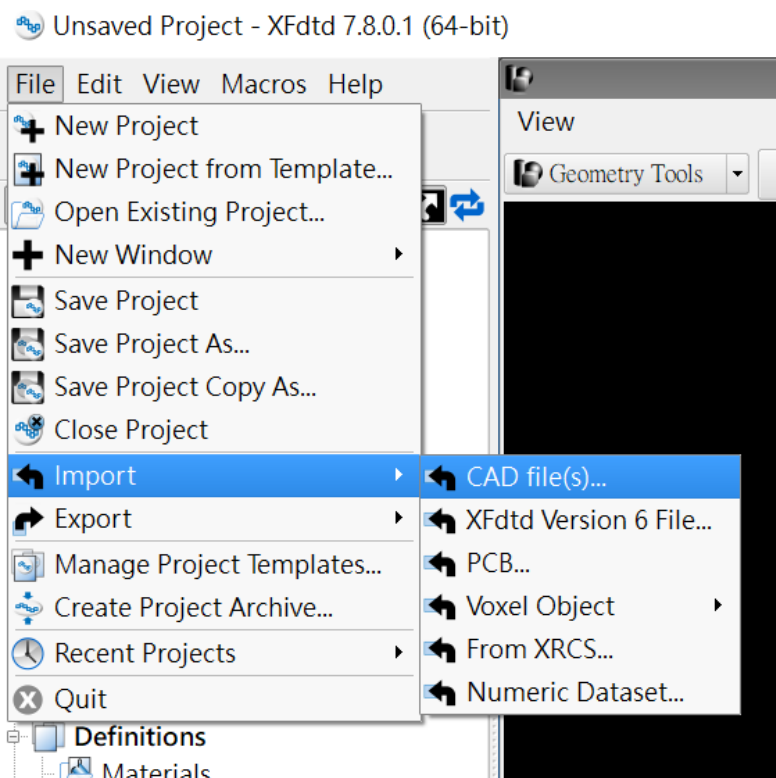 Unsaved Project - XFdtd 7.8.0.1 (64-bit)
File Edit View Macros Help
New Project
New Project from Template...
Open Existing Project...
New Window
Save Project
Save Project As...
Save Project Copy As...
Close Project
Import
Export
Manage Project Templates...
Create Project Archive...
Recent Projects
Quit
CAD file(s)...
XFdtd Version 6 File...
PCB...
Voxel Object
From XRCS...
Numeric Dataset...
View
Geometry Tools
Definitions
Materials